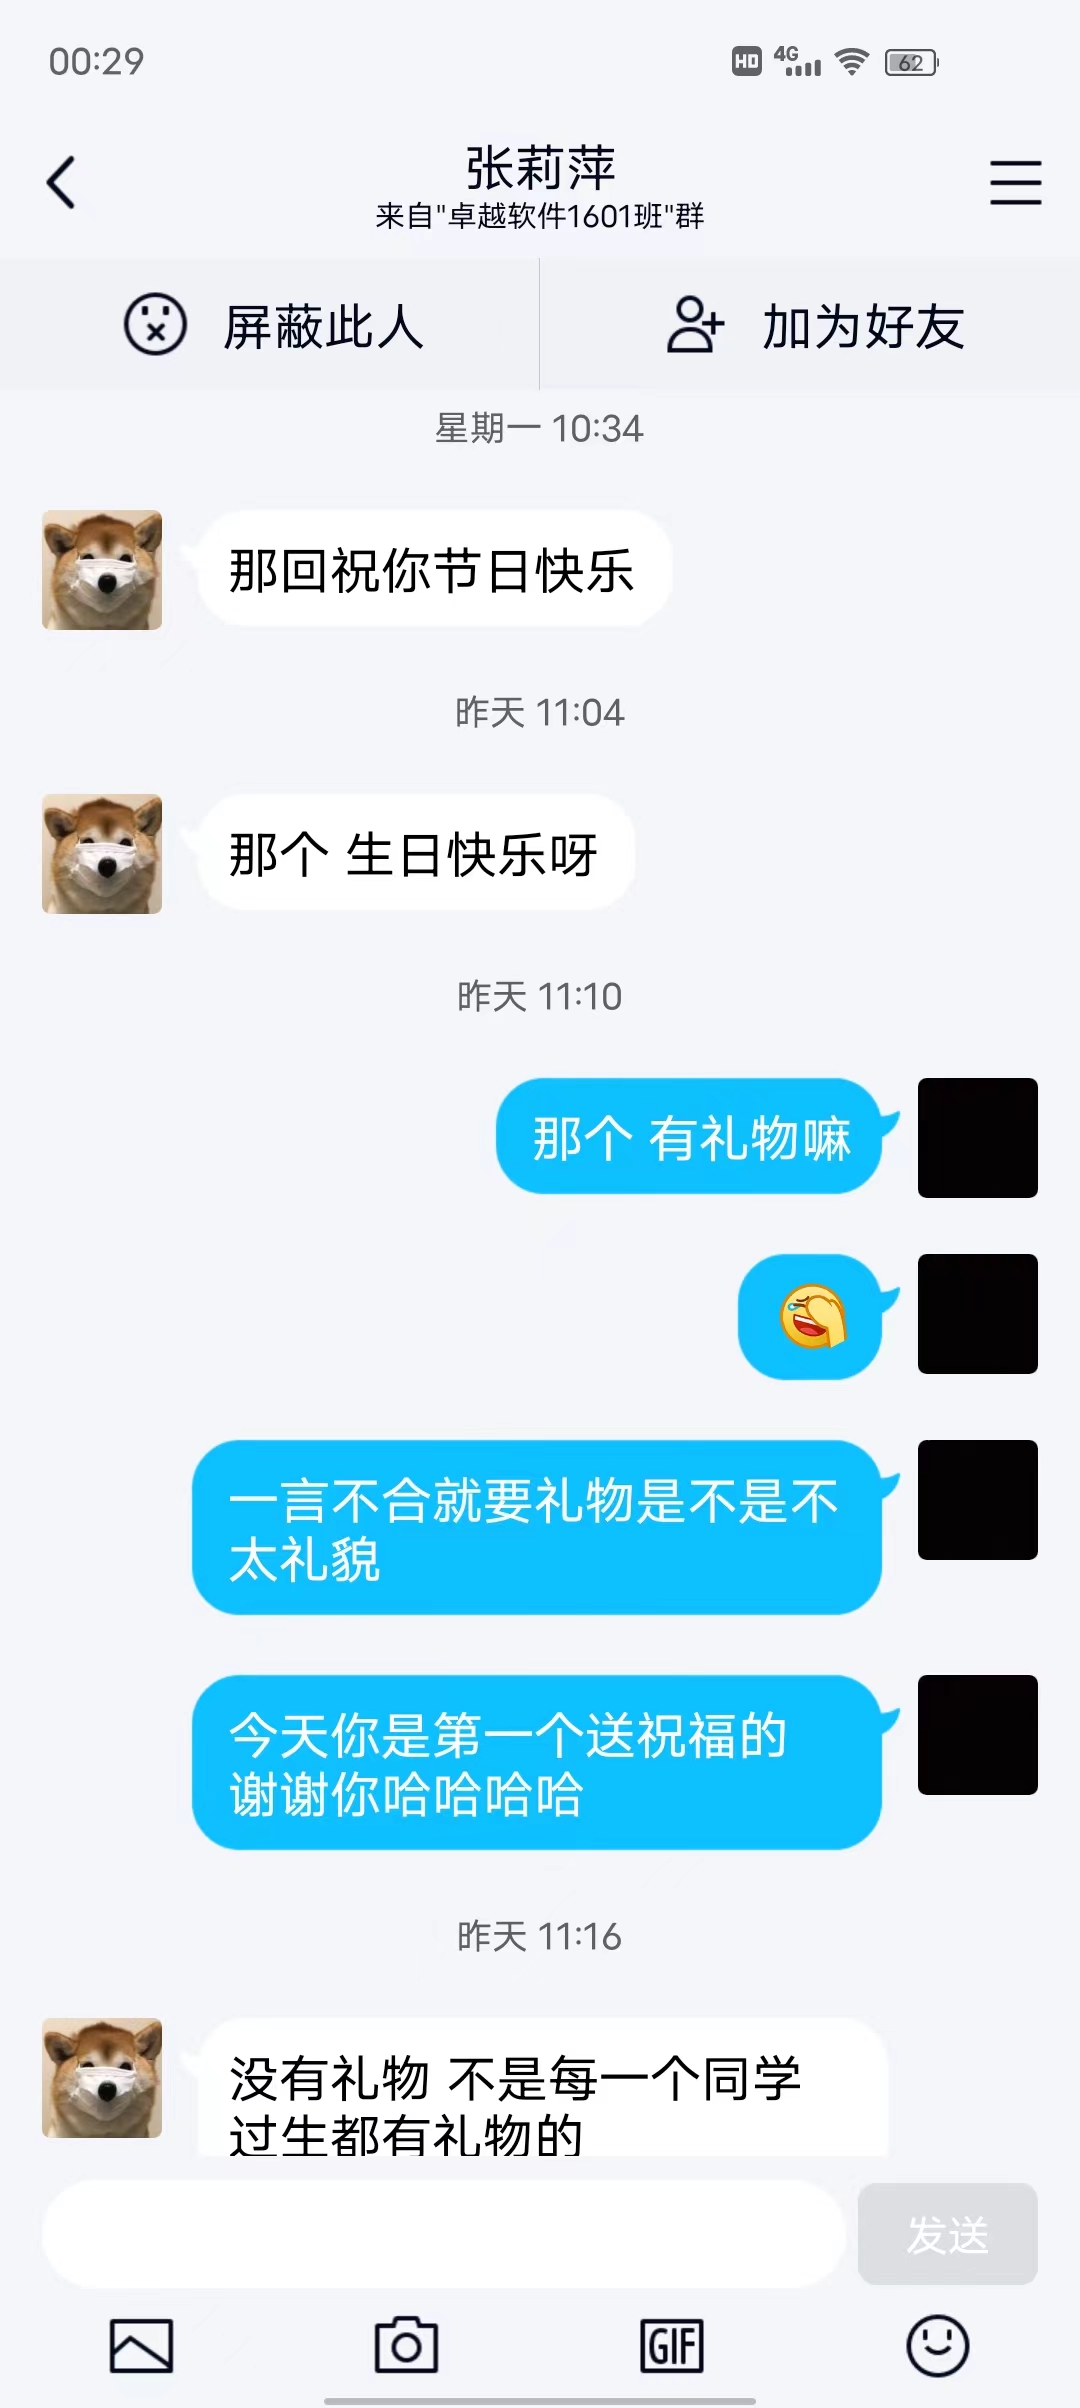 00:29
HD 4G 62
张莉萍
来自"卓越软件1601班"群
屏蔽此人
加为好友
星期一 10:34
那回祝你节日快乐
昨天 11:04
那个 生日快乐呀
昨天 11:10
那个 有礼物嘛
一言不合就要礼物是不是不
太礼貌
今天你是第一个送祝福的
谢谢你哈哈哈哈
昨天 11:16
没有礼物 不是每一个同学
过生都有礼物的
发送
GIF